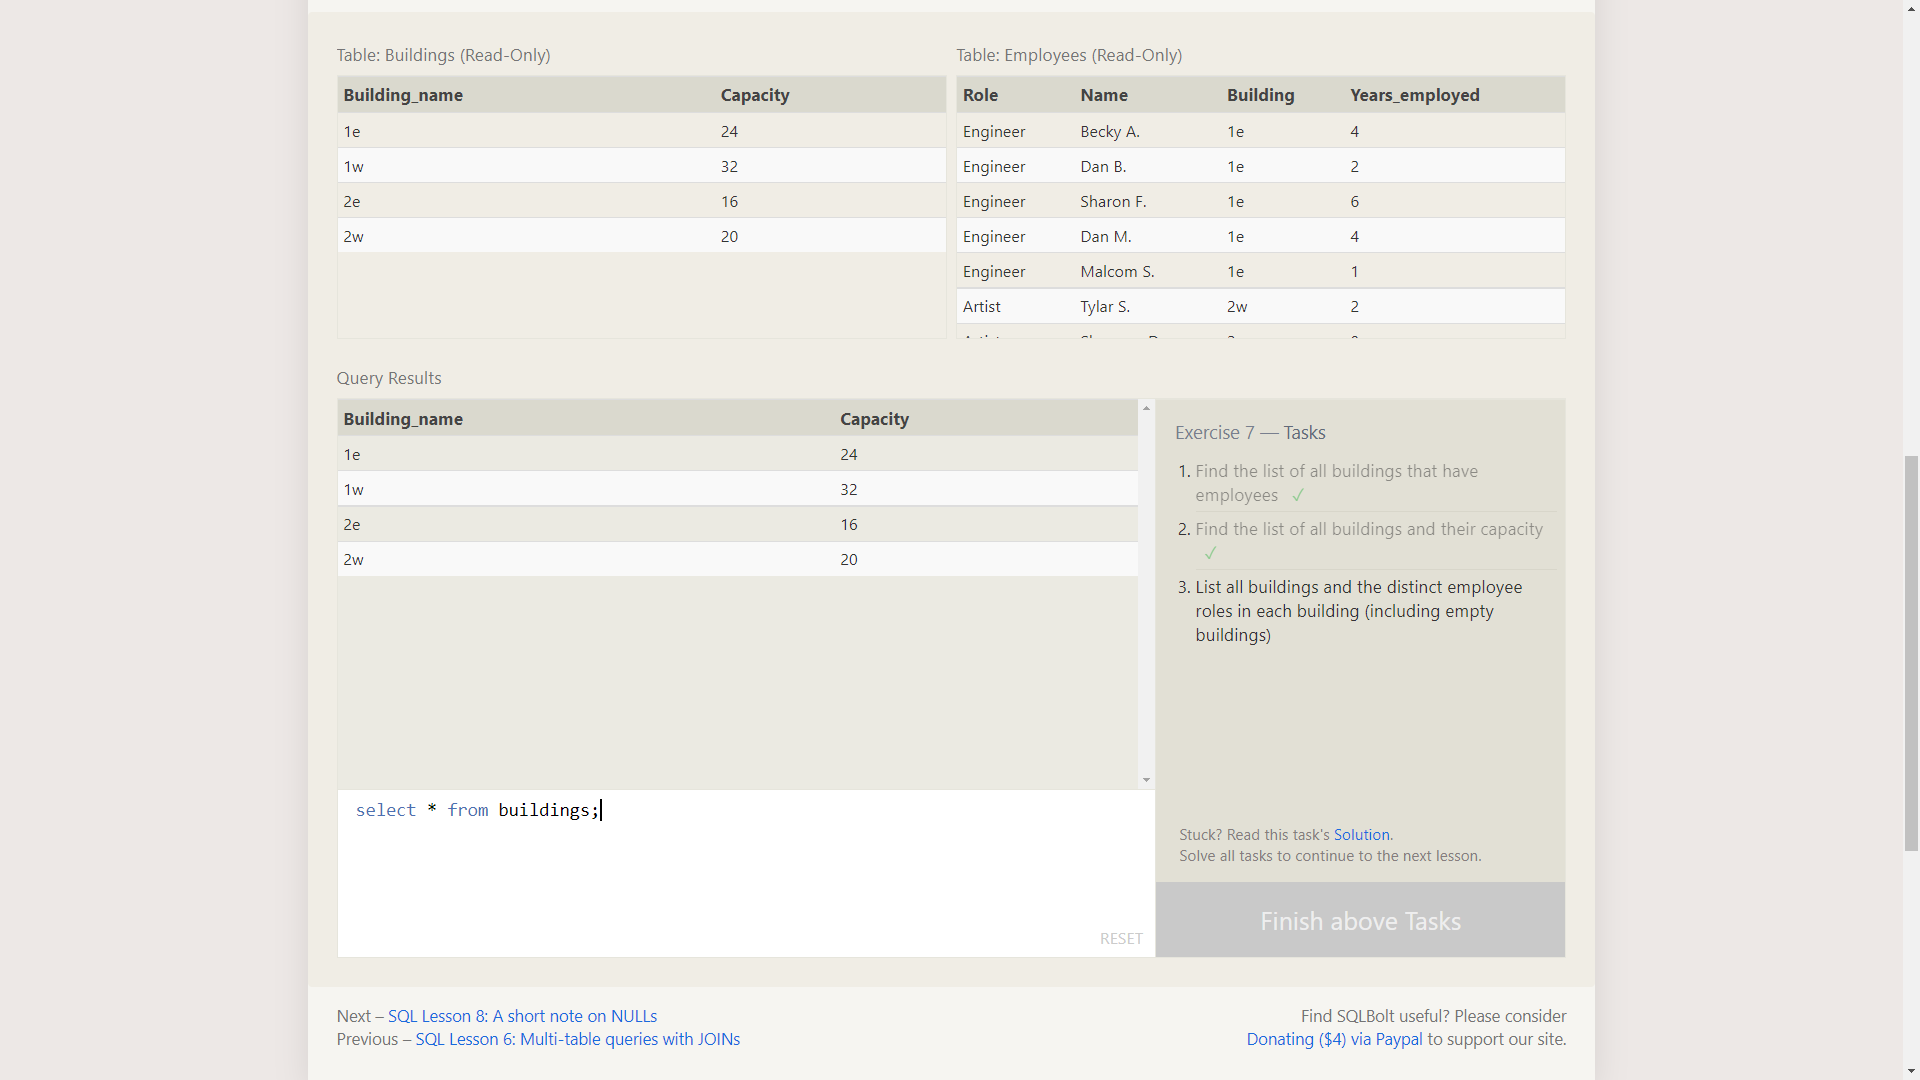 Table: Buildings (Read-Only)
Building_name Capacity
1e 24
1w 32
2e 16
2w 20
Table: Employees (Read-Only)
Role Name Building Years_employed
Engineer Becky A. 1e 4
Engineer Dan B. 1e 2
Engineer Sharon F. 1e 6
Engineer Dan M. 1e 4
Engineer Malcom S. 1e 1
Artist Tylar S. 2w 2
Query Results
Building_name Capacity
1e 24
1w 32
2e 16
2w 20
Exercise 7 — Tasks
1. Find the list of all buildings that have
employees ✓
2. Find the list of all buildings and their capacity
✓
3. List all buildings and the distinct employee
roles in each building (including empty
buildings)
select * from buildings;
RESET
Stuck? Read this task's Solution.
Solve all tasks to continue to the next lesson.
Finish above Tasks
Next – SQL Lesson 8: A short note on NULLs
Previous – SQL Lesson 6: Multi-table queries with JOINs
Find SQLBolt useful? Please consider
Donating ($4) via Paypal to support our site.